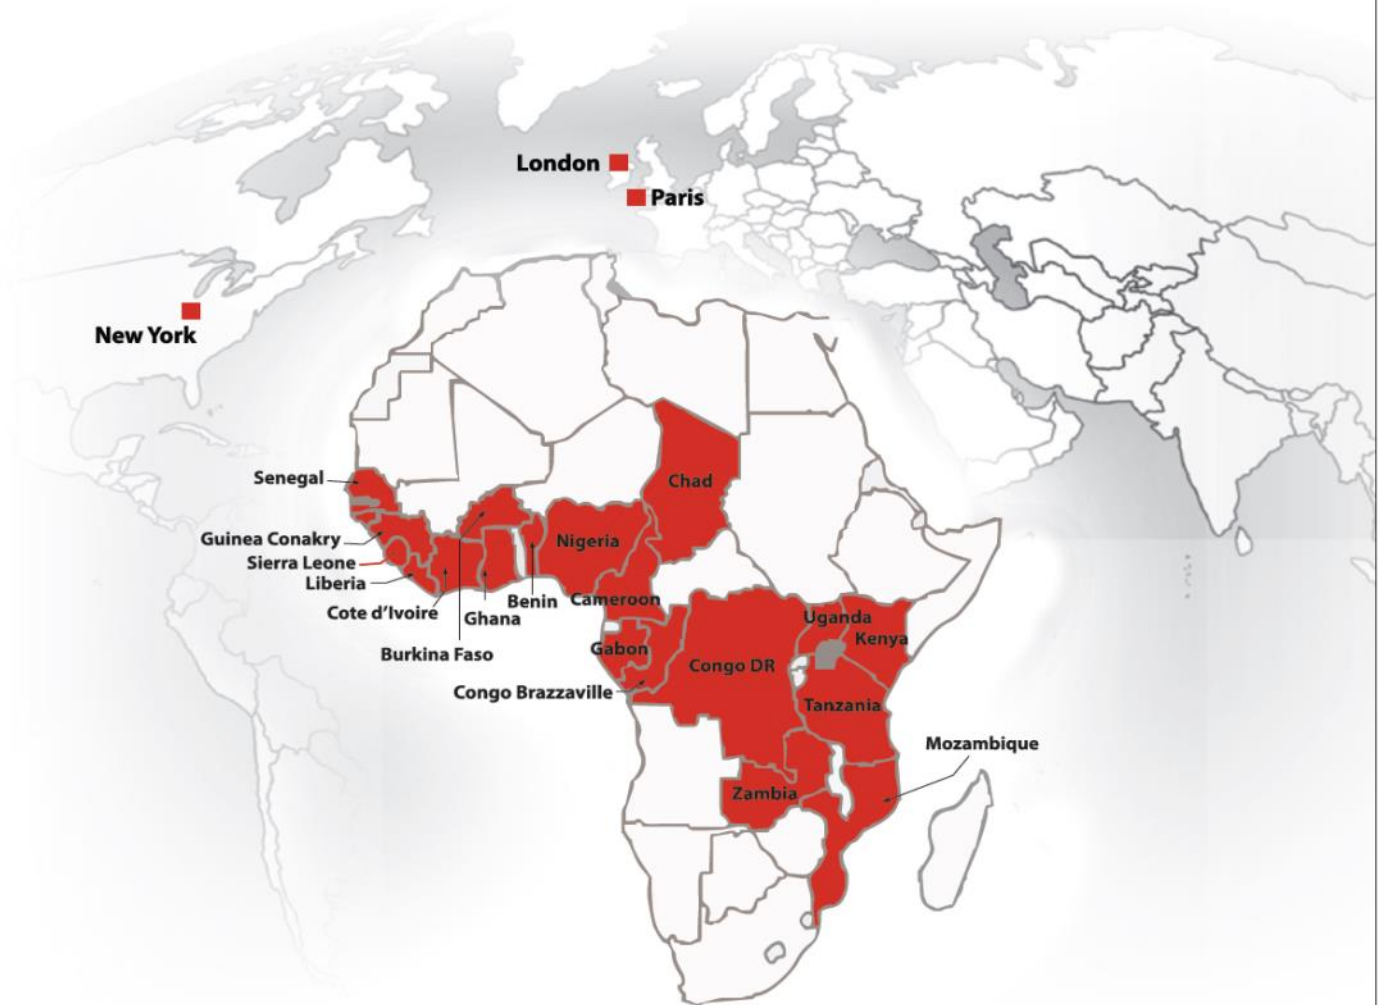 London
Paris
New York
Senegal
Chad
Guinea Conakry
Nigeria
Sierra Leone
Liberia
Cote d'Ivoire
Ghana
Benin
Cameroon
Burkina Faso
Uganda
Kenya
Gabon
Congo DR
Congo Brazzaville
Tanzania
Mozambique
Zambia